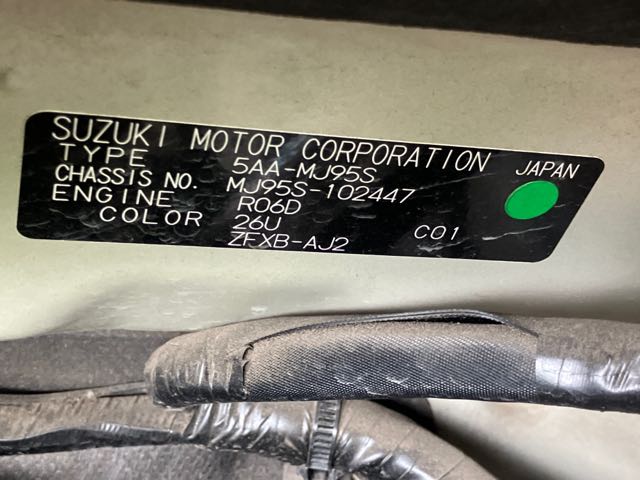 SUZUKI MOTOR CORPORATION JAPAN
TYPE 5AA-MJ95S
CHASSIS NO. MJ95S-102447
ENGINE R06D
COLOR 26U C01
ZFXB-AJ2